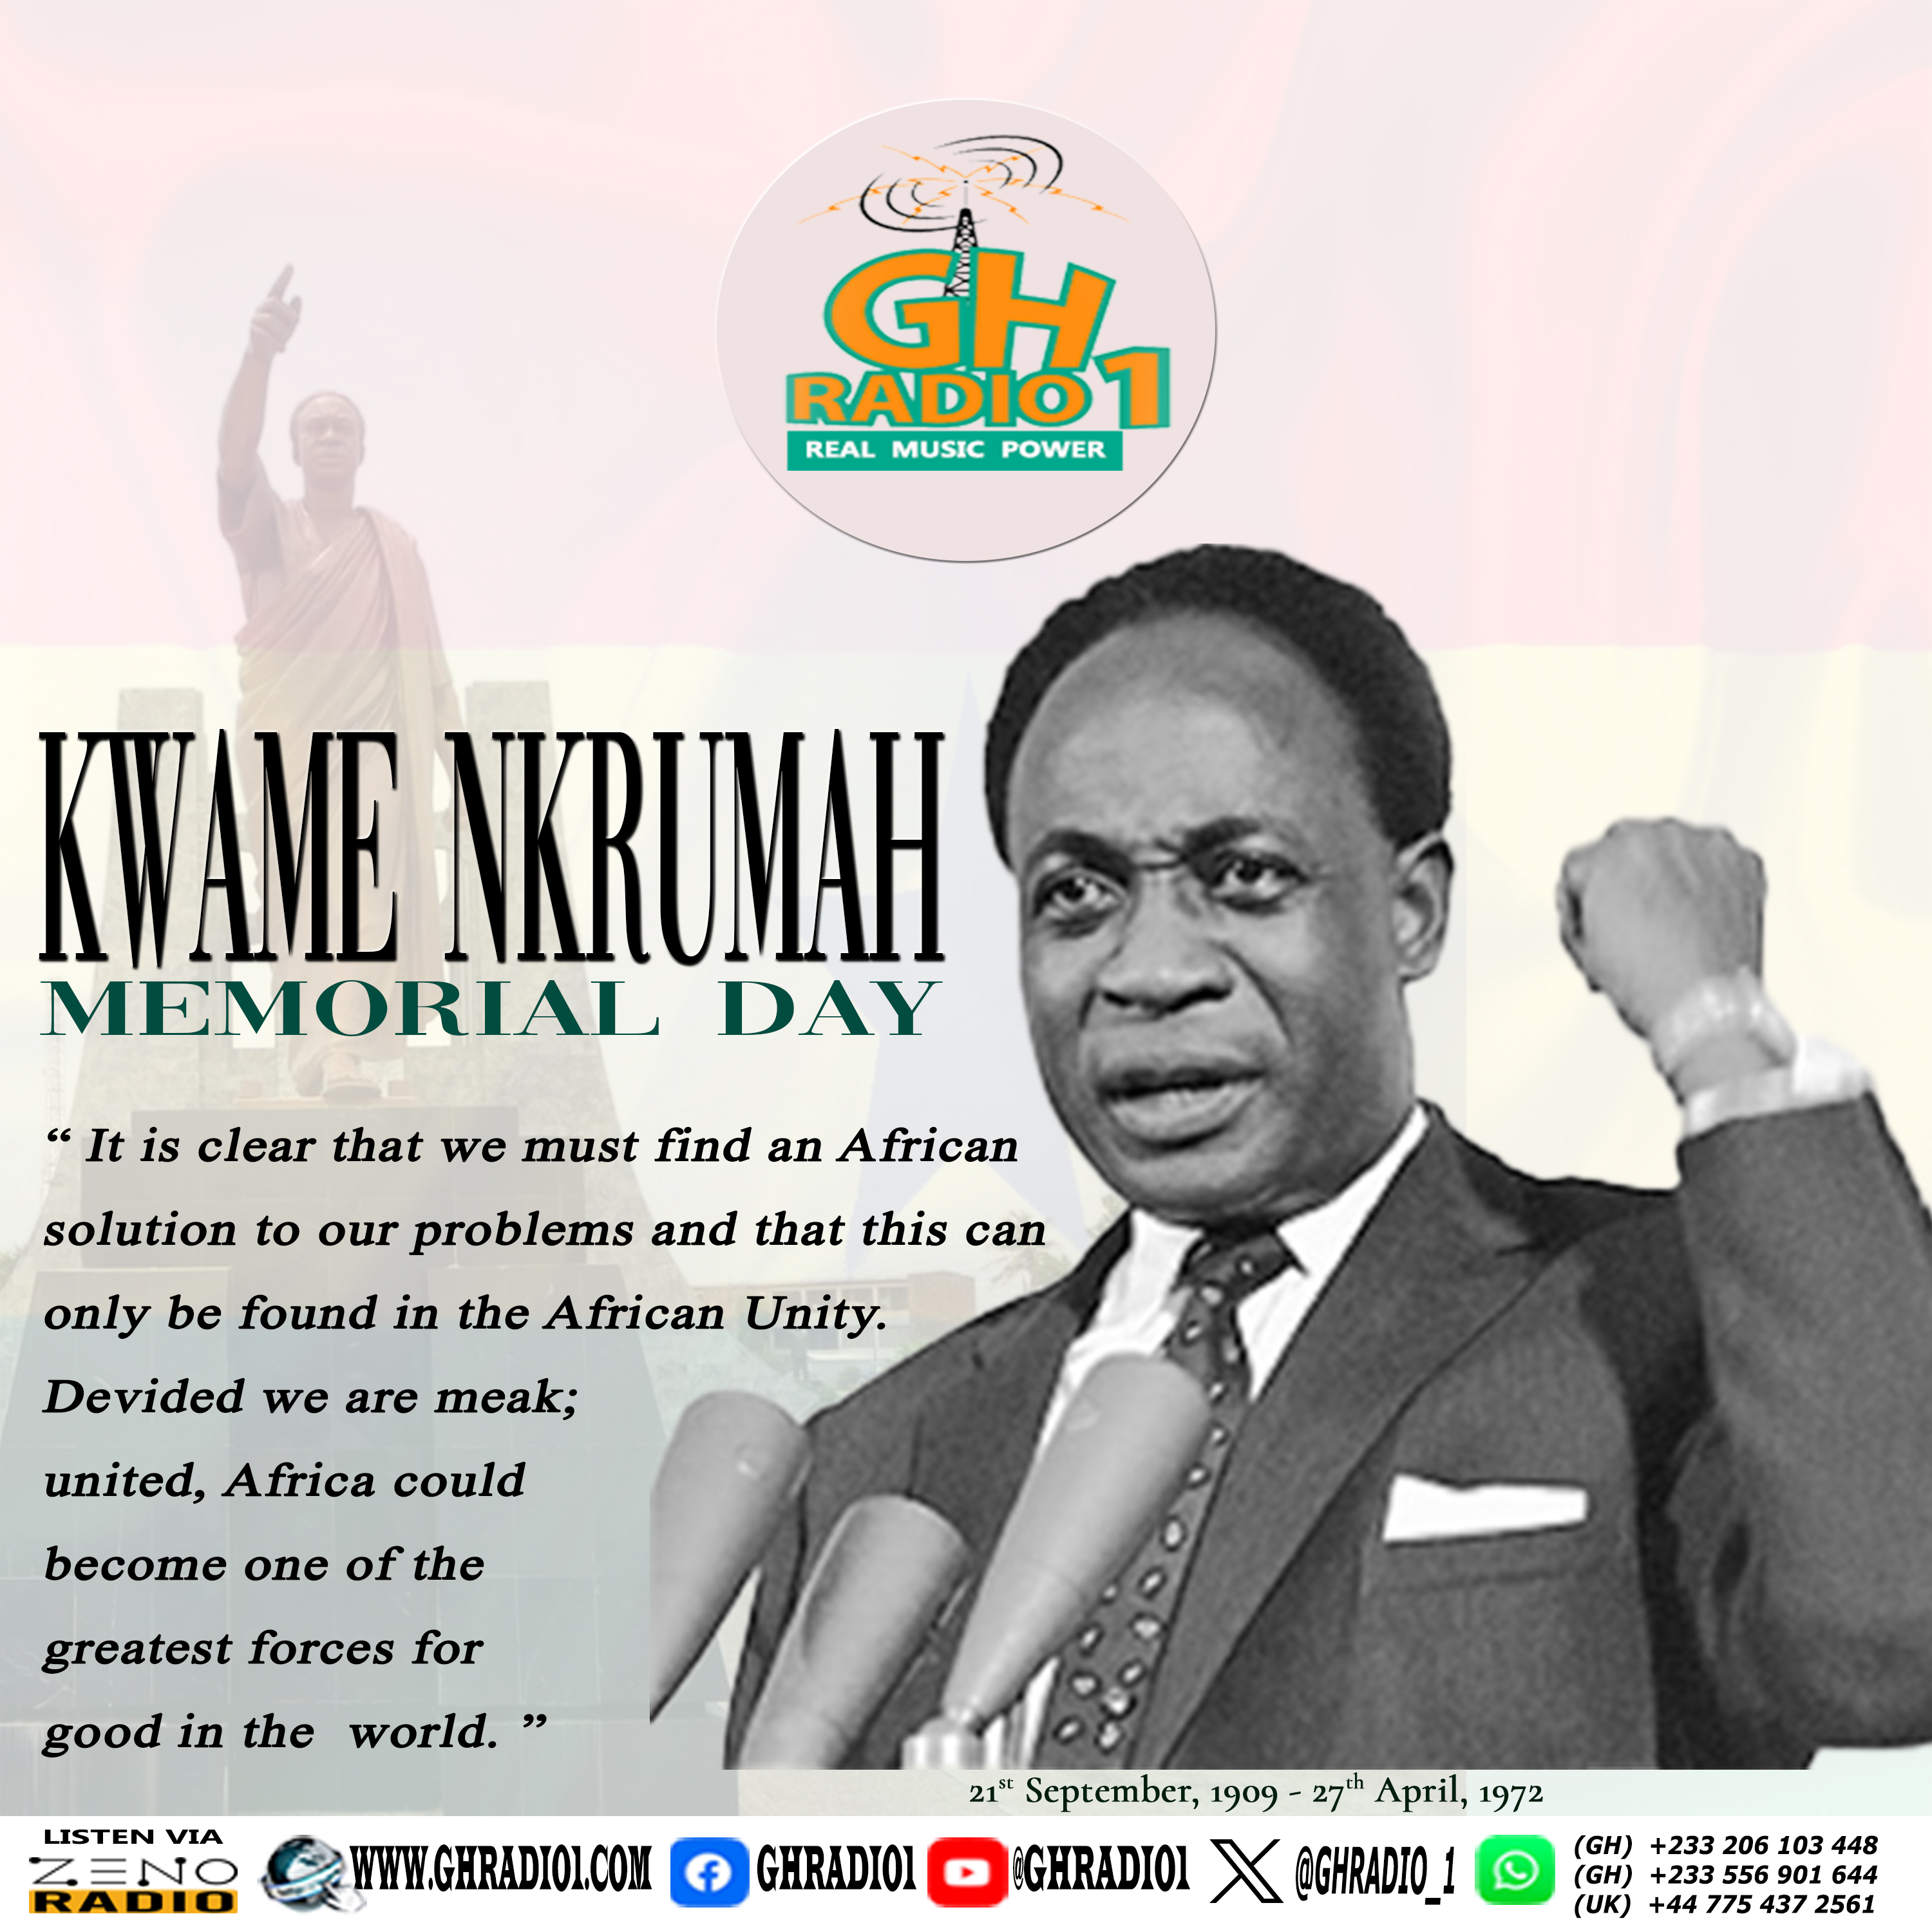 GH
RADIO 1
REAL MUSIC POWER
KWAME NKRUMAH
MEMORIAL DAY
“ It is clear that we must find an African
solution to our problems and that this can
only be found in the African Unity.
Devided we are meak;
united, Africa could
become one of the
greatest forces for
good in the world. ”
21st September, 1909 - 27th April, 1972
LISTEN VIA
ZENO
RADIO
WWW.GHRADIO1.COM
GHRADIO1
@GHRADIO1
@GHRADIO_1
(GH) +233 206 103 448
(GH) +233 556 901 644
(UK) +44 775 437 2561